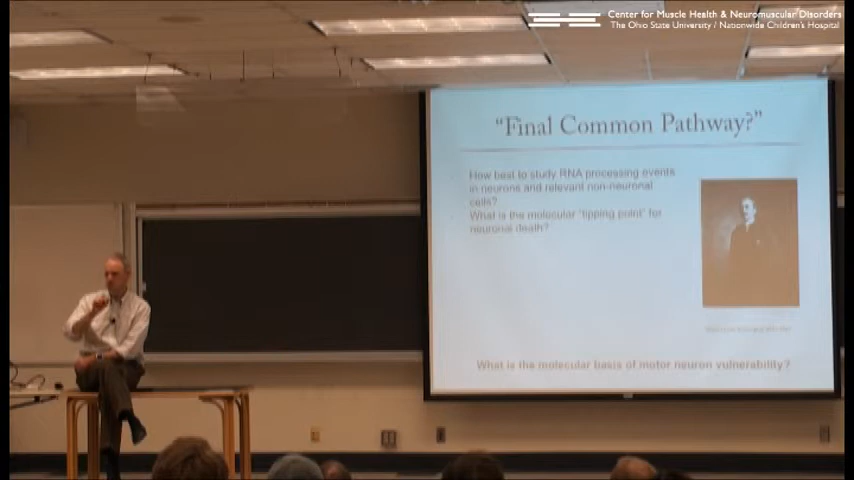 Center for Muscle Health & Neuromuscular Disorders
The Ohio State University / Nationwide Children's Hospital
“Final Common Pathway?”
How best to study RNA processing events
in neurons and relevant non-neuronal
cells?
What is the molecular "tipping point" for
neuronal death?
What is the molecular basis of motor neuron vulnerability?